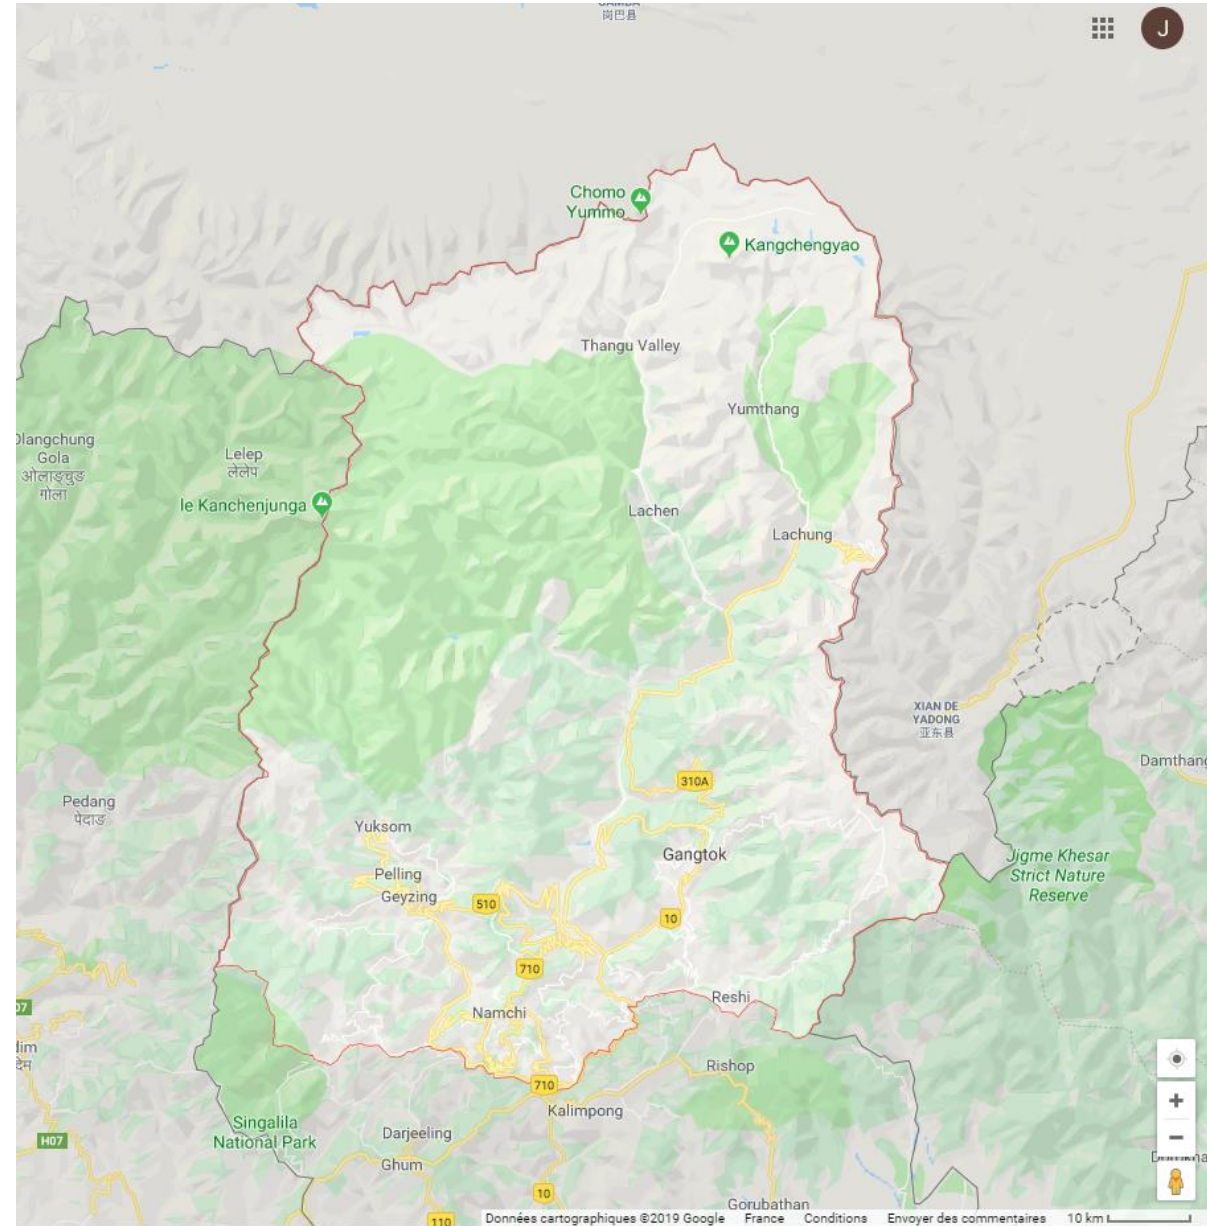 岗巴县
J
Chomo
Yummo
Kangchengyao
Thangu Valley
Yumthang
Gola
ओलाङ्चुङ
गोला
Lelep
लेलेप
le Kanchenjunga
Lachen
Lachung
XIAN DE
YADONG
亚东县
Damthang
310A
Pedang
पेदाङ
Yuksom
Gangtok
Pelling
Geyzing
Jigme Khesar
Strict Nature
Reserve
510
10
710
07
Namchi
Reshi
Rishop
710
Kalimpong
Singalila
National Park
H07
Darjeeling
Ghum
10
Gorubathan
110
Données cartographiques ©2019 Google France Conditions Envoyer des commentaires 10 km